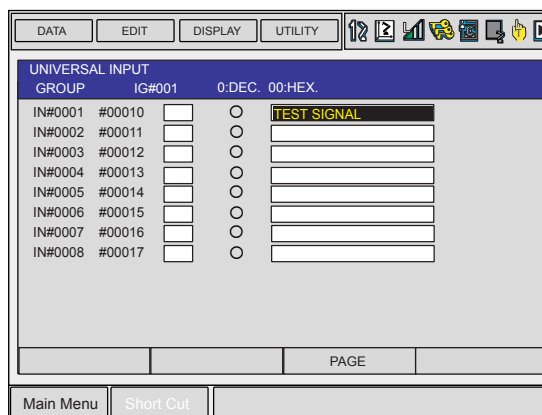 DATA EDIT DISPLAY UTILITY
UNIVERSAL INPUT
GROUP IG#001 0:DEC. 00:HEX.
IN#0001 #00010 TEST SIGNAL
IN#0002 #00011
IN#0003 #00012
IN#0004 #00013
IN#0005 #00014
IN#0006 #00015
IN#0007 #00016
IN#0008 #00017
PAGE
Main Menu Short Cut